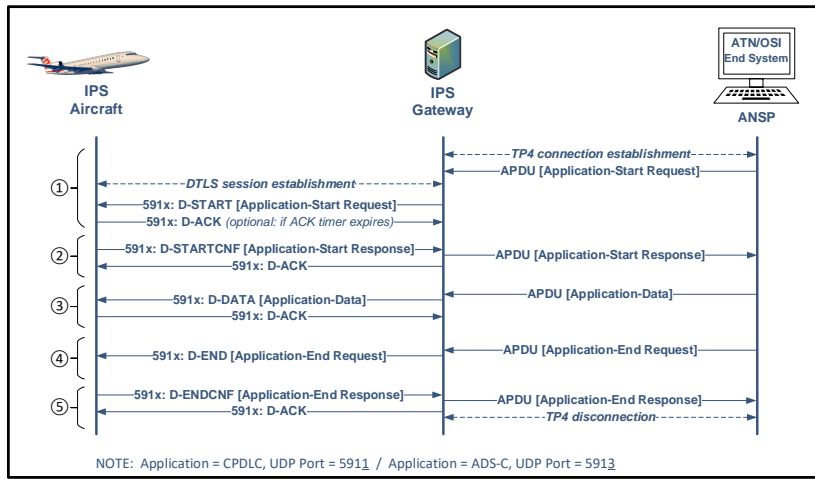 ATN/OSI
End System
IPS
Aircraft
IPS
Gateway
ANSP
TP4 connection establishment
① APDU [Application-Start Request]
DTLS session establishment
591x: D-START [Application-Start Request]
591x: D-ACK (optional: if ACK timer expires)
② 591x: D-STARTCNF [Application-Start Response] APDU [Application-Start Response]
591x: D-ACK
③ 591x: D-DATA [Application-Data] APDU [Application-Data]
591x: D-ACK
④ 591x: D-END [Application-End Request] APDU [Application-End Request]
⑤ 591x: D-ENDCNF [Application-End Response] APDU [Application-End Response]
591x: D-ACK TP4 disconnection
NOTE: Application = CPDLC, UDP Port = 5911 / Application = ADS-C, UDP Port = 5913